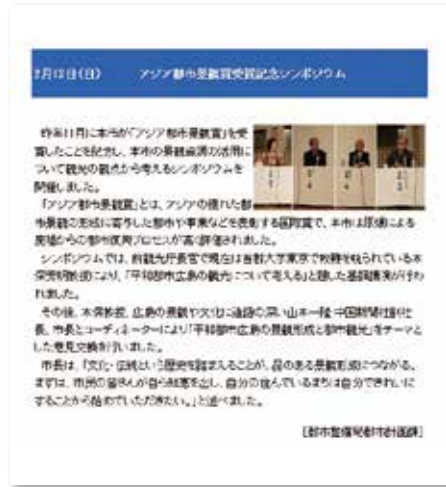 2月12日(日) アジア都市景観賞受賞記念シンポジウム
昨年11月に本市が「アジア都市景観賞」を受
賞したことを記念し、本市の景観資源の活用に
ついて観光の観点から考えるシンポジウムを
開催しました。
「アジア都市景観賞」とは、アジアの優れた都
市景観の形成に寄与した都市や事業などを表彰する国際賞で、本市は原爆による
廃墟からの都市復興プロセスが高く評価されました。
シンポジウムでは、前観光庁長官で現在は首都大学東京で教鞭を執られている本
保芳明教授により、「平和都市広島の観光について考える」と題した基調講演が行わ
れました。
その後、本保教授、広島の景観や文化に造詣の深い山本一隆 中国新聞社副社
長、市長とコーディネーターにより「平和都市広島の景観形成と都市観光」をテーマと
した意見交換を行いました。
市長は、「文化・伝統という歴史を踏まえることが、品のある景観形成につながる。
まずは、市民の皆さんが自ら知恵を出し、自分の住んでいるまちは自分できれいに
することから始めていただきたい。」と述べました。
[都市整備局都市計画課]